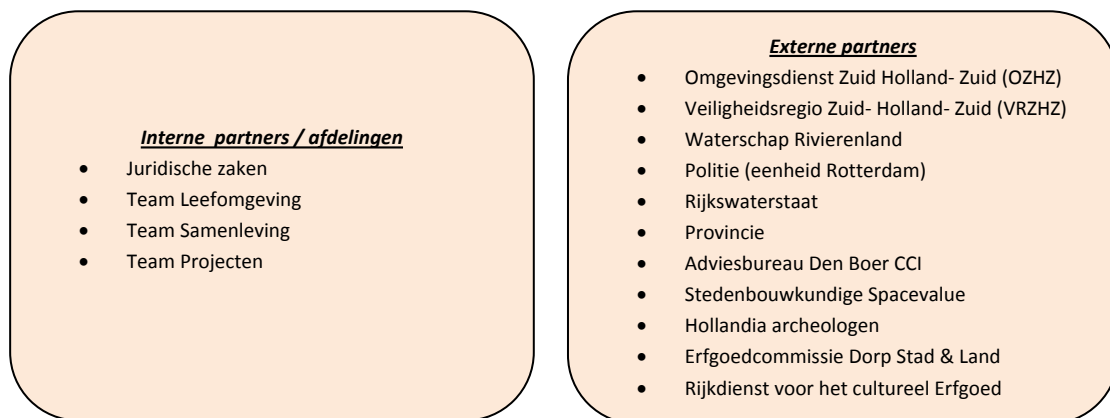 Interne partners / afdelingen
• Juridische zaken
• Team Leefomgeving
• Team Samenleving
• Team Projecten
Externe partners
• Omgevingsdienst Zuid Holland- Zuid (OZHZ)
• Veiligheidsregio Zuid- Holland- Zuid (VRZHZ)
• Waterschap Rivierenland
• Politie (eenheid Rotterdam)
• Rijkswaterstaat
• Provincie
• Adviesbureau Den Boer CCI
• Stedenbouwkundige Spacevalue
• Hollandia archeologen
• Erfgoedcommissie Dorp Stad & Land
• Rijkdienst voor het cultureel Erfgoed